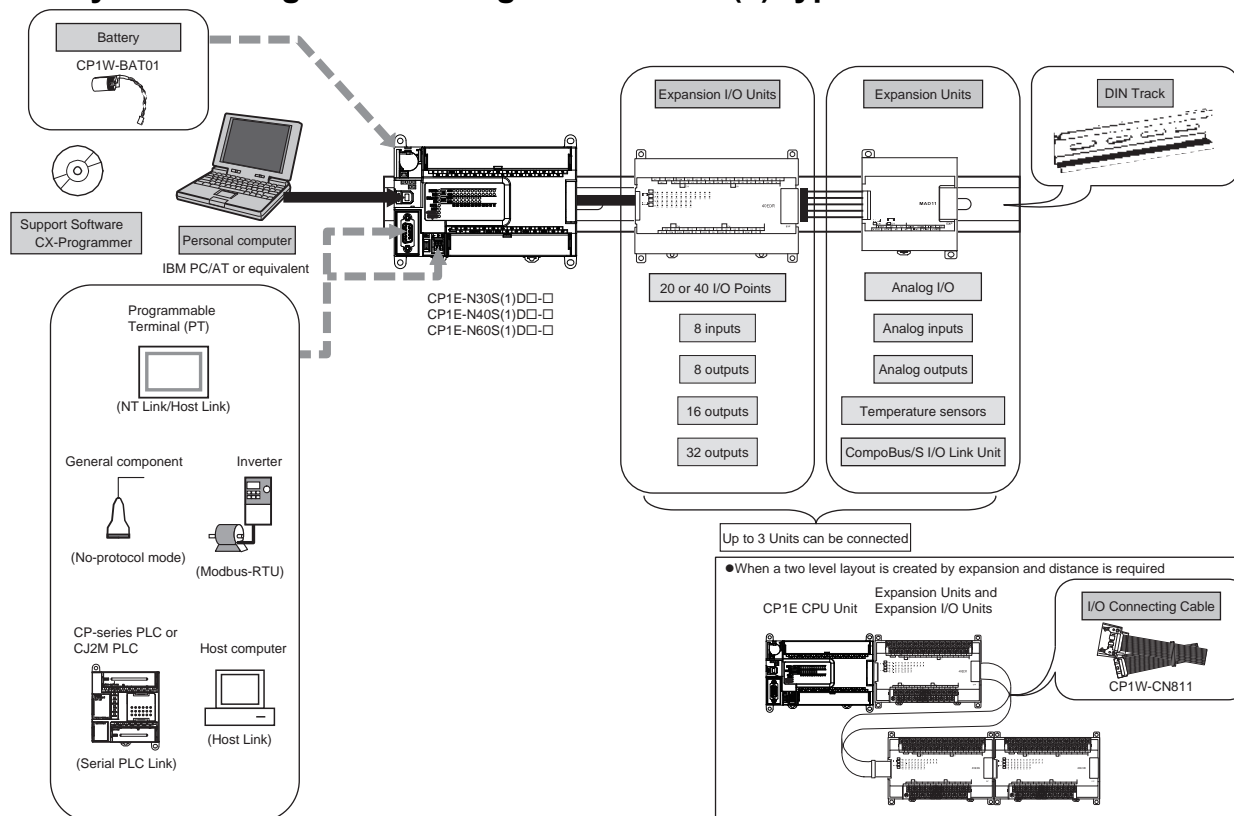 Battery
CP1W-BAT01
Support Software
CX-Programmer
Personal computer
IBM PC/AT or equivalent
CP1E-N30S(1)D□-□
CP1E-N40S(1)D□-□
CP1E-N60S(1)D□-□
Expansion I/O Units
20 or 40 I/O Points
8 inputs
8 outputs
16 outputs
32 outputs
Expansion Units
MAD11
Analog I/O
Analog inputs
Analog outputs
Temperature sensors
CompoBus/S I/O Link Unit
DIN Track
Up to 3 Units can be connected
Programmable
Terminal (PT)
(NT Link/Host Link)
General component
(No-protocol mode)
Inverter
(Modbus-RTU)
CP-series PLC or
CJ2M PLC
(Serial PLC Link)
Host computer
(Host Link)
●When a two level layout is created by expansion and distance is required
CP1E CPU Unit
Expansion Units and
Expansion I/O Units
I/O Connecting Cable
CP1W-CN811